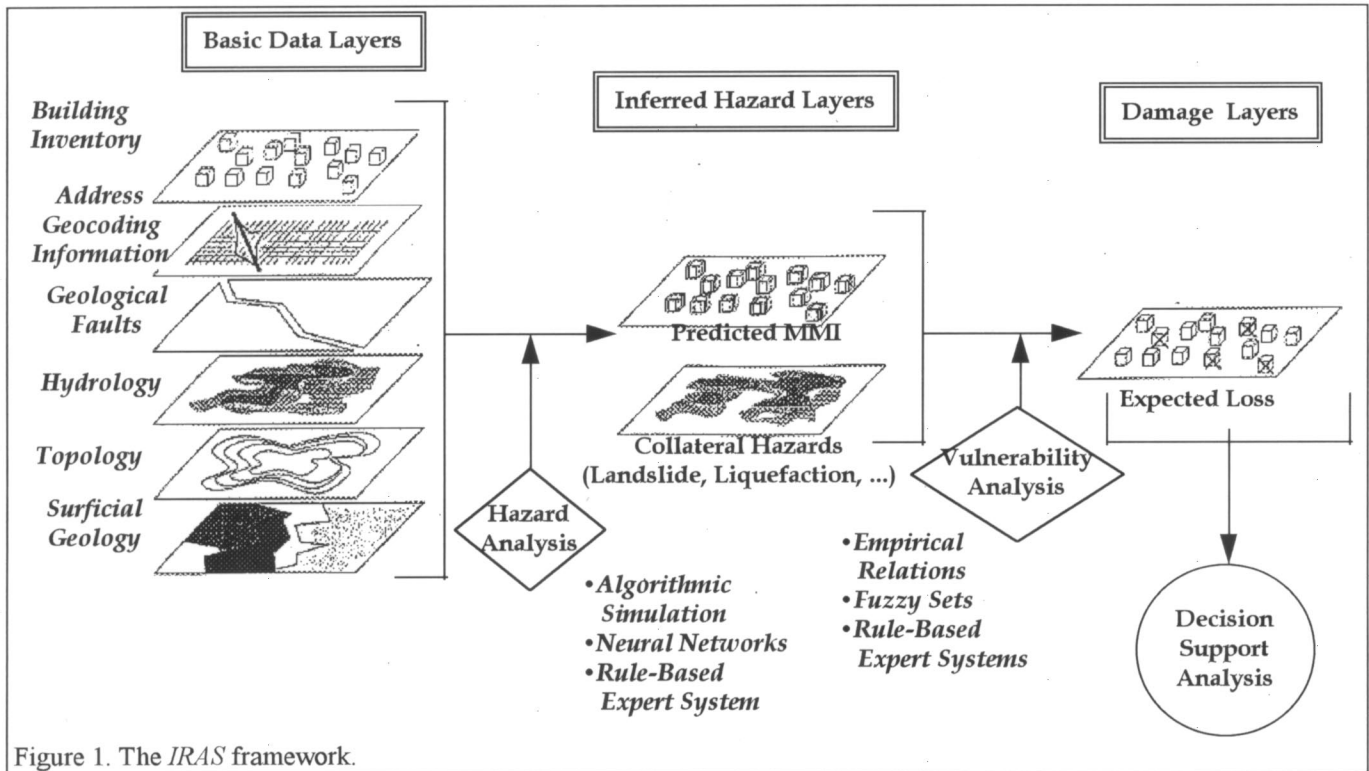 Basic Data Layers
Building
Inventory
Address
Geocoding
Information
Geological
Faults
Hydrology
Topology
Surficial
Geology
Hazard
Analysis
•Algorithmic
Simulation
•Neural Networks
•Rule-Based
Expert System
Inferred Hazard Layers
Predicted MMI
Collateral Hazards
(Landslide, Liquefaction, ...)
Vulnerability
Analysis
•Empirical
Relations
•Fuzzy Sets
•Rule-Based
Expert Systems
Damage Layers
Expected Loss
Decision
Support
Analysis
Figure 1. The IRAS framework.